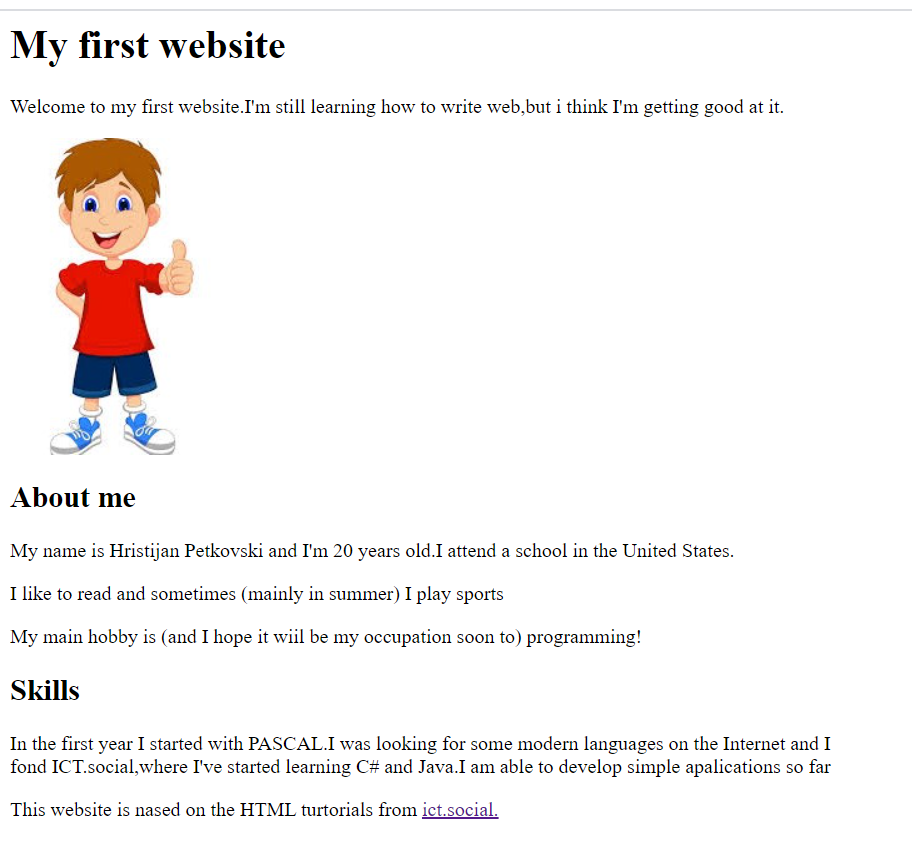 My first website
Welcome to my first website.I'm still learning how to write web,but i think I'm getting good at it.
About me
My name is Hristijan Petkovski and I'm 20 years old.I attend a school in the United States.
I like to read and sometimes (mainly in summer) I play sports
My main hobby is (and I hope it wiil be my occupation soon to) programming!
Skills
In the first year I started with PASCAL.I was looking for some modern languages on the Internet and I
fond ICT.social,where I've started learning C# and Java.I am able to develop simple apalications so far
This website is nased on the HTML turtorials from ict.social.